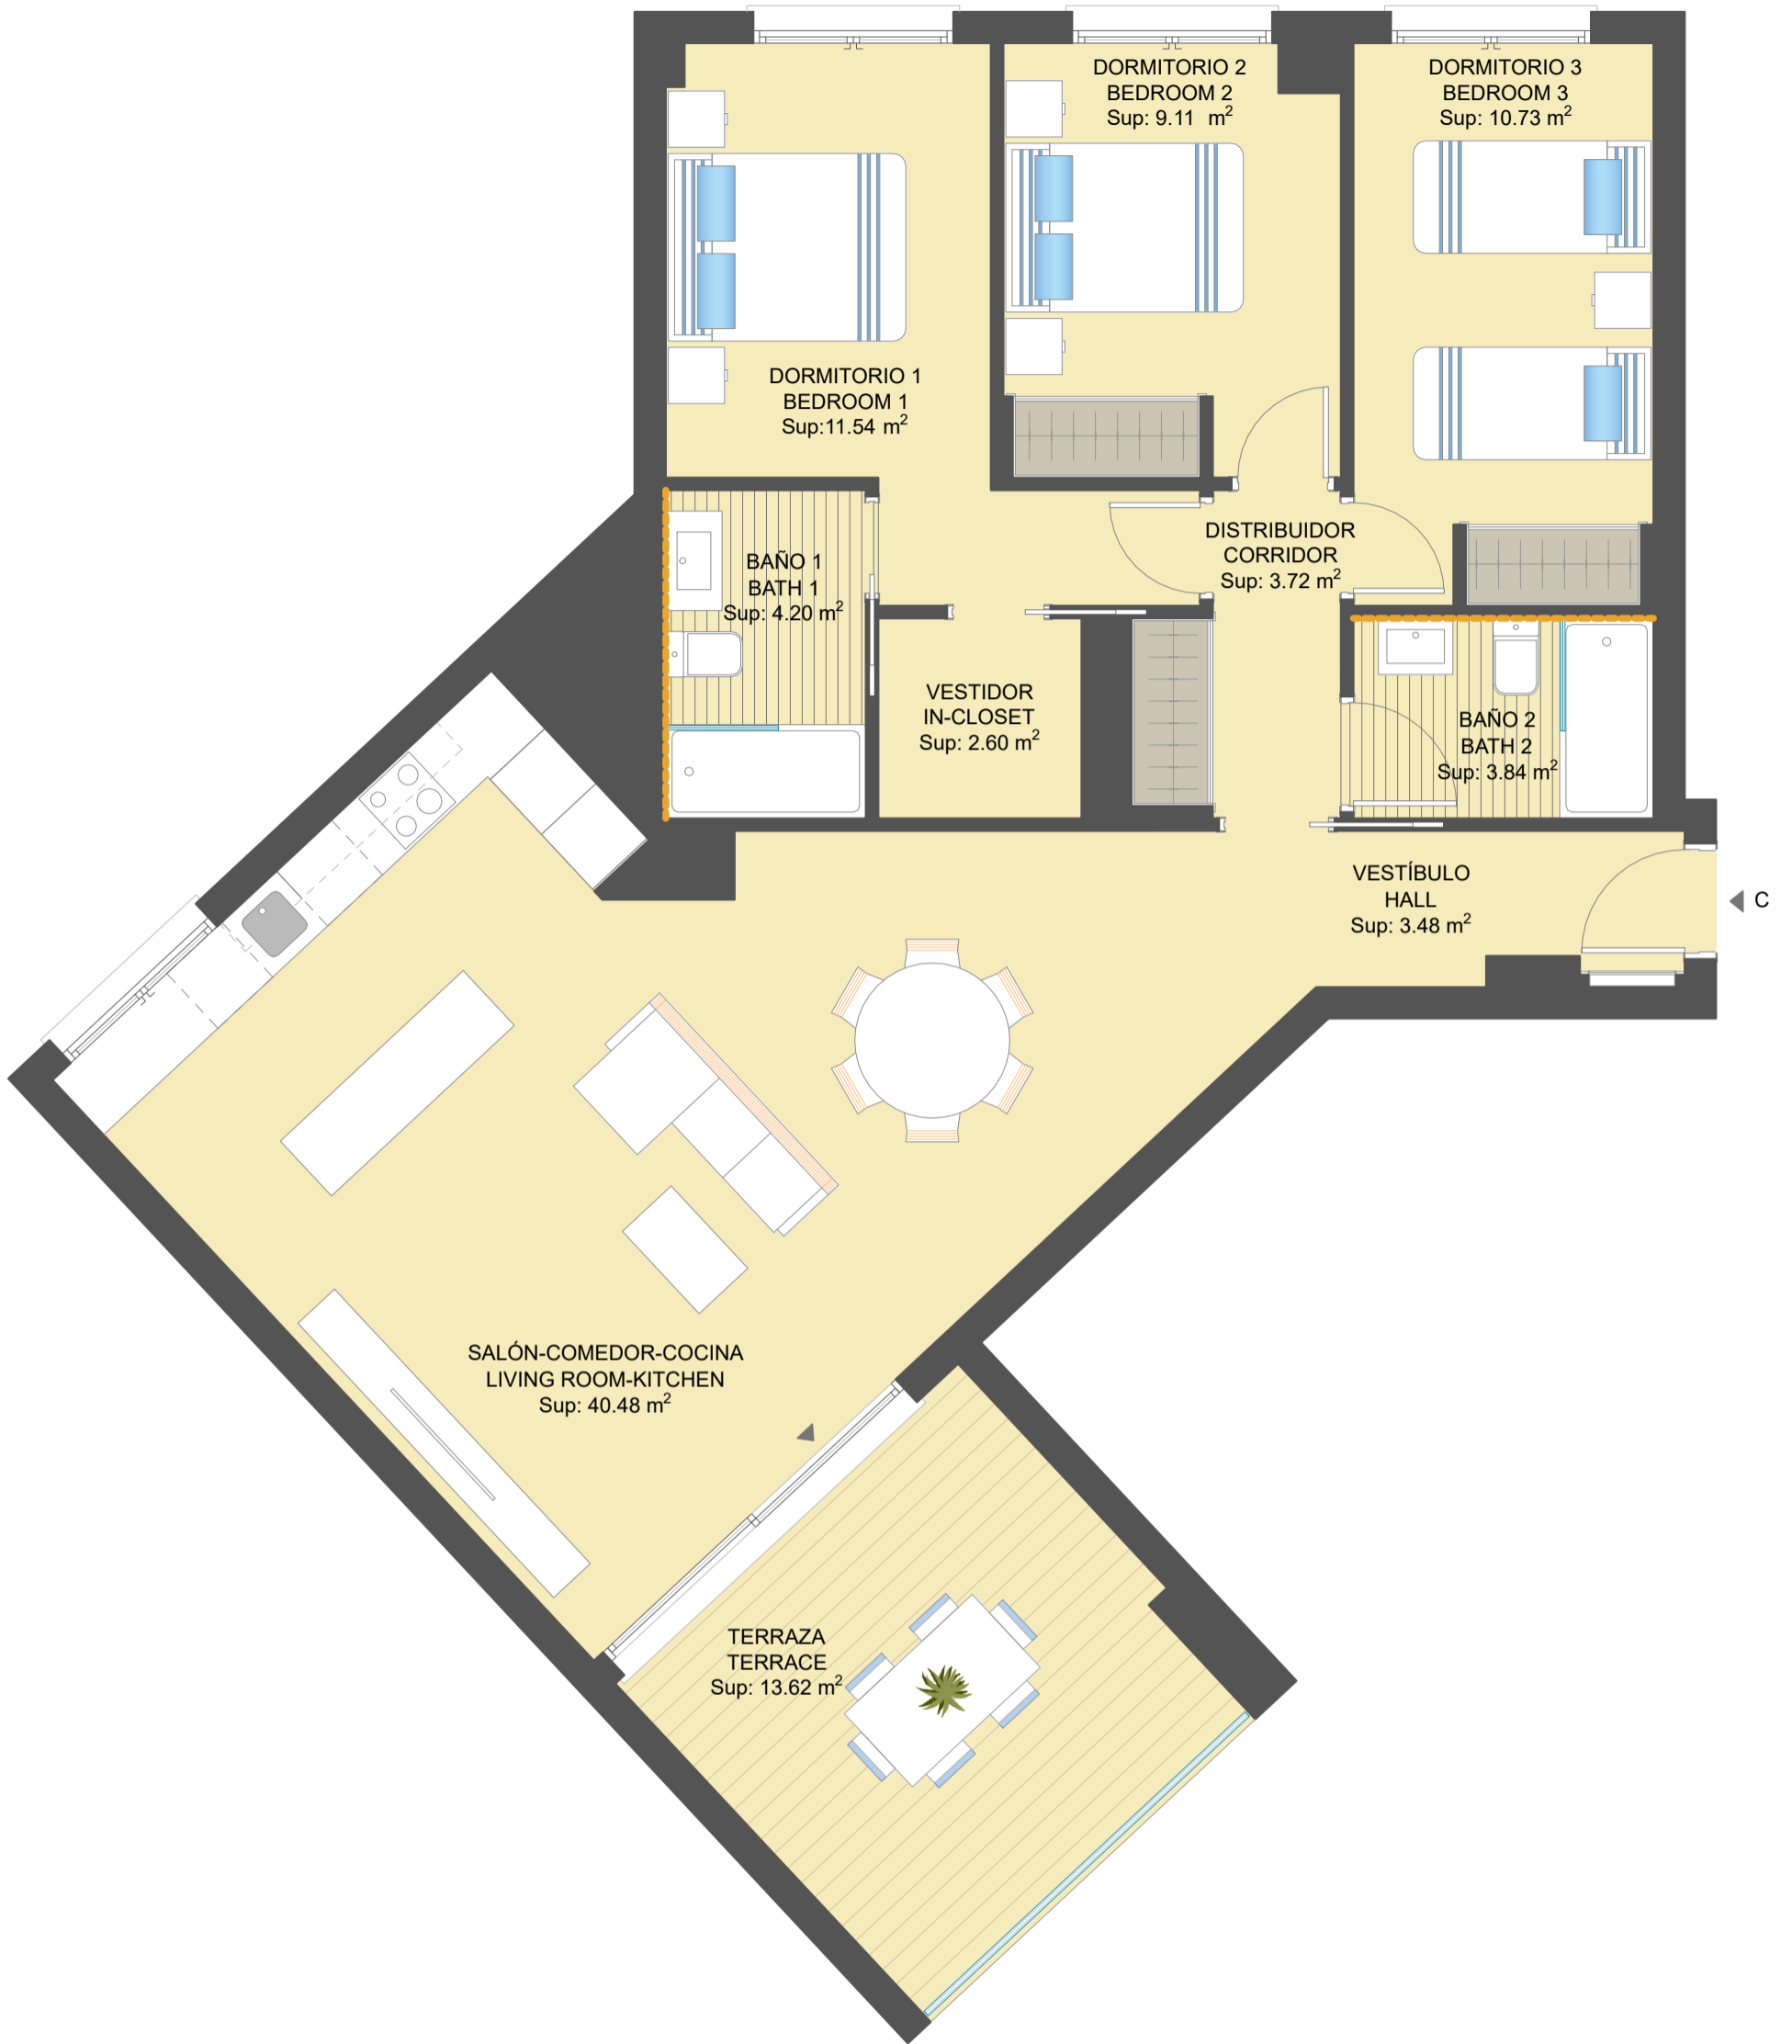 DORMITORIO 2
BEDROOM 2
Sup: 9.11 m²
DORMITORIO 3
BEDROOM 3
Sup: 10.73 m²
DORMITORIO 1
BEDROOM 1
Sup:11.54 m²
DISTRIBUIDOR
CORRIDOR
Sup: 3.72 m²
BAÑO 1
BATH 1
Sup: 4.20 m²
VESTIDOR
IN-CLOSET
Sup: 2.60 m²
BAÑO 2
BATH 2
Sup: 3.84 m²
VESTÍBULO
HALL
Sup: 3.48 m²
C
SALÓN-COMEDOR-COCINA
LIVING ROOM-KITCHEN
Sup: 40.48 m²
TERRAZA
TERRACE
Sup: 13.62 m²